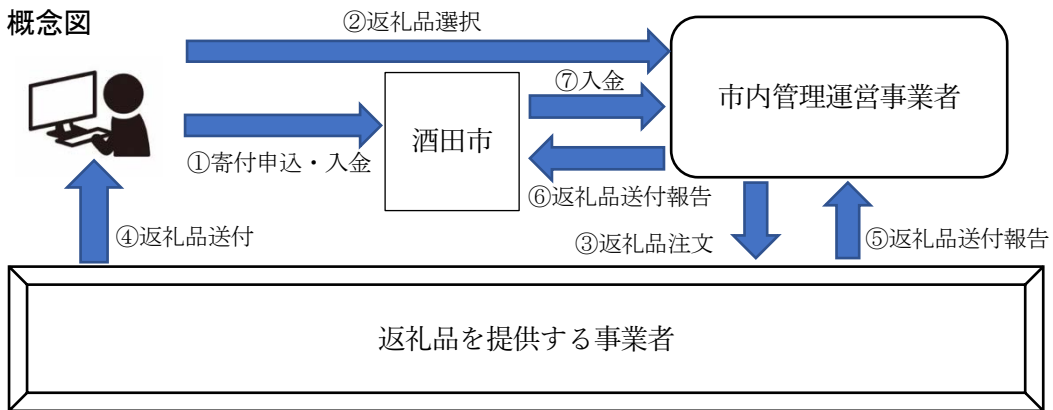 概念図
②返礼品選択
市内管理運営事業者
⑦入金
酒田市
①寄付申込・入金
⑥返礼品送付報告
④返礼品送付
③返礼品注文
⑤返礼品送付報告
返礼品を提供する事業者